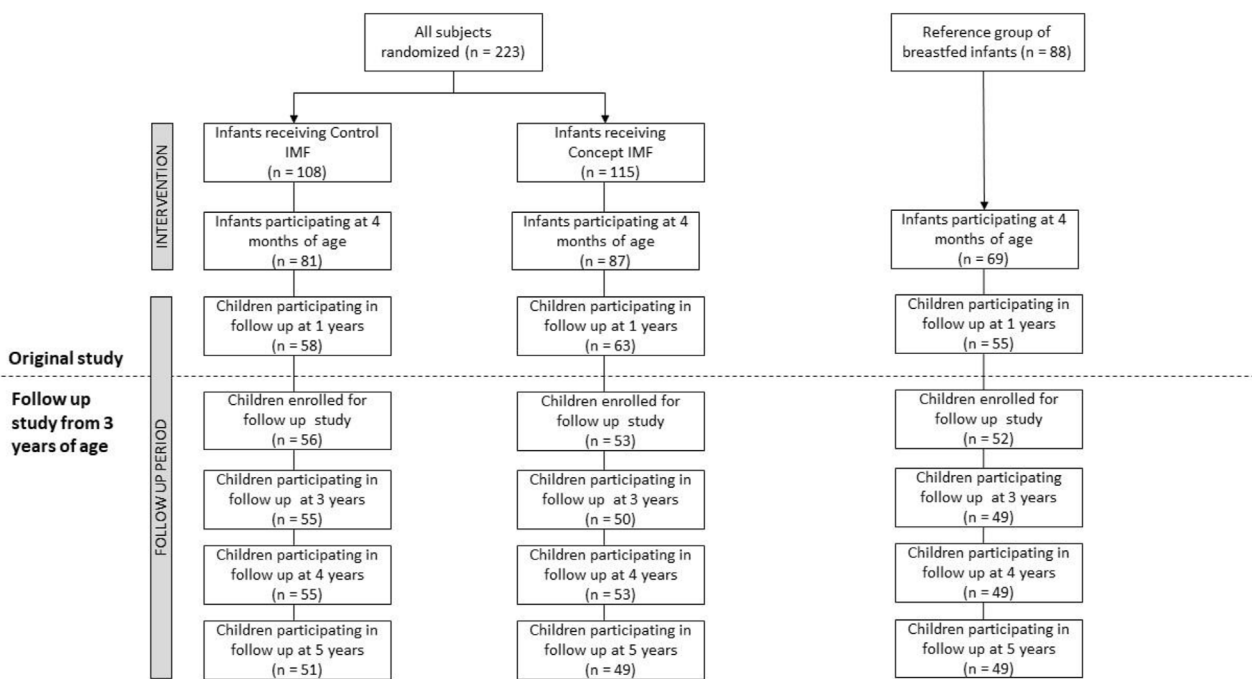 All subjects
randomized (n = 223)
Reference group of
breastfed infants (n = 88)
INTERVENTION
Infants receiving Control
IMF
(n = 108)
Infants receiving
Concept IMF
(n = 115)
Infants participating at 4
months of age
(n = 81)
Infants participating at 4
months of age
(n = 87)
Infants participating at 4
months of age
(n = 69)
FOLLOW UP PERIOD
Children participating in
follow up at 1 years
(n = 58)
Children participating in
follow up at 1 years
(n = 63)
Children participating in
follow up at 1 years
(n = 55)
Original study
Follow up
study from 3
years of age
Children enrolled for
follow up study
(n = 56)
Children enrolled for
follow up study
(n = 53)
Children enrolled for
follow up study
(n = 52)
Children participating in
follow up at 3 years
(n = 55)
Children participating in
follow up at 3 years
(n = 50)
Children participating
follow up at 3 years
(n = 49)
Children participating in
follow up at 4 years
(n = 55)
Children participating in
follow up at 4 years
(n = 53)
Children participating in
follow up at 4 years
(n = 49)
Children participating in
follow up at 5 years
(n = 51)
Children participating in
follow up at 5 years
(n = 49)
Children participating in
follow up at 5 years
(n = 49)